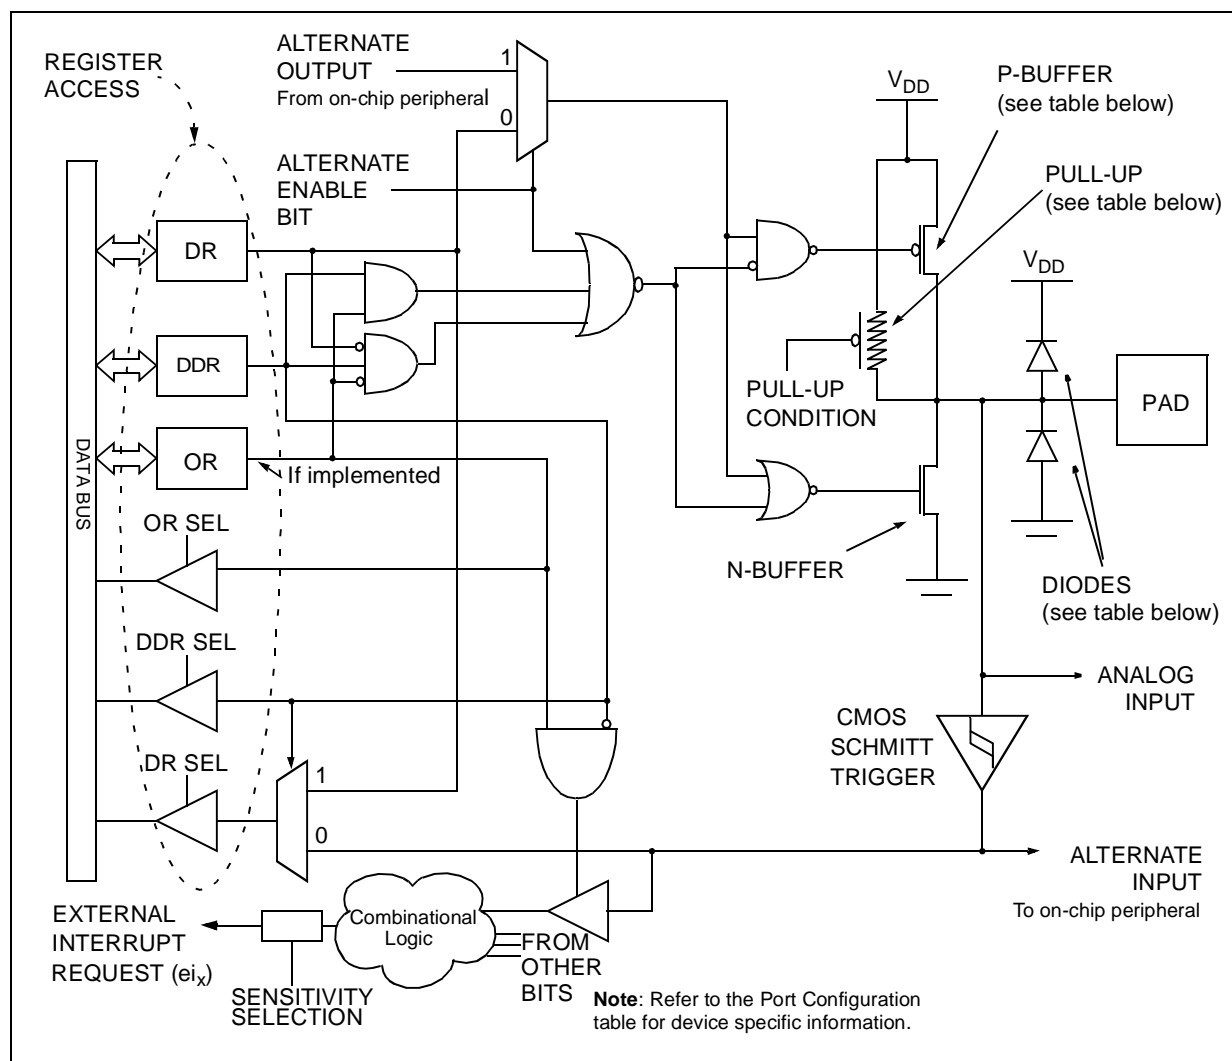 REGISTER
ACCESS
ALTERNATE
OUTPUT
From on-chip peripheral
1
0
ALTERNATE
ENABLE
BIT
VDD
P-BUFFER
(see table below)
PULL-UP
(see table below)
DR
DDR
OR
If implemented
DATA BUS
PULL-UP
CONDITION
VDD
PAD
OR SEL
DDR SEL
DR SEL
1
0
N-BUFFER
DIODES
(see table below)
ANALOG
INPUT
CMOS
SCHMITT
TRIGGER
ALTERNATE
INPUT
To on-chip peripheral
EXTERNAL
INTERRUPT
REQUEST (eix)
Combinational
Logic
SENSITIVITY
SELECTION
FROM
OTHER
BITS
Note: Refer to the Port Configuration
table for device specific information.